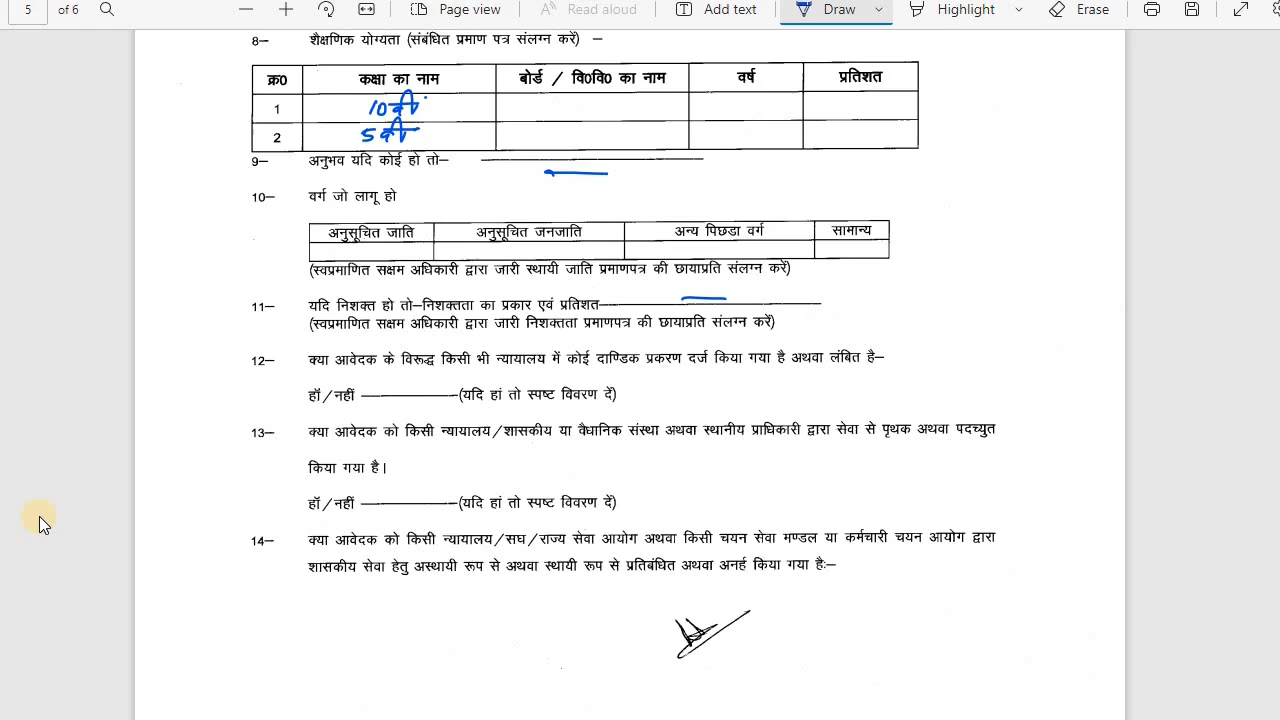 5 of 6 Page view Read aloud Add text Draw Highlight Erase
8— शैक्षणिक योग्यता (संबंधित प्रमाण पत्र संलग्न करें) —
क्र0 कक्षा का नाम बोर्ड / वि0वि0 का नाम वर्ष प्रतिशत
1 10वीं
2 5वीं
9— अनुभव यदि कोई हो तो—
10— वर्ग जो लागू हो
अनुसूचित जाति अनुसूचित जनजाति अन्य पिछडा वर्ग सामान्य
(स्वप्रमाणित सक्षम अधिकारी द्वारा जारी स्थायी जाति प्रमाणपत्र की छायाप्रति संलग्न करें)
11— यदि निशक्त हो तो—निशक्तता का प्रकार एवं प्रतिशत—
(स्वप्रमाणित सक्षम अधिकारी द्वारा जारी निशक्तता प्रमाणपत्र की छायाप्रति संलग्न करें)
12— क्या आवेदक के विरूद्ध किसी भी न्यायालय में कोई दाण्डिक प्रकरण दर्ज किया गया है अथवा लंबित है—
हॉ/नहीं —(यदि हां तो स्पष्ट विवरण दें)
13— क्या आवेदक को किसी न्यायालय/शासकीय या वैधानिक संस्था अथवा स्थानीय प्राधिकारी द्वारा सेवा से पृथक अथवा पदच्युत
किया गया है।
हॉ/नहीं —(यदि हां तो स्पष्ट विवरण दें)
14— क्या आवेदक को किसी न्यायालय/सघ/राज्य सेवा आयोग अथवा किसी चयन सेवा मण्डल या कर्मचारी चयन आयोग द्वारा
शासकीय सेवा हेतु अस्थायी रूप से अथवा स्थायी रूप से प्रतिबंधित अथवा अनर्ह किया गया है:—